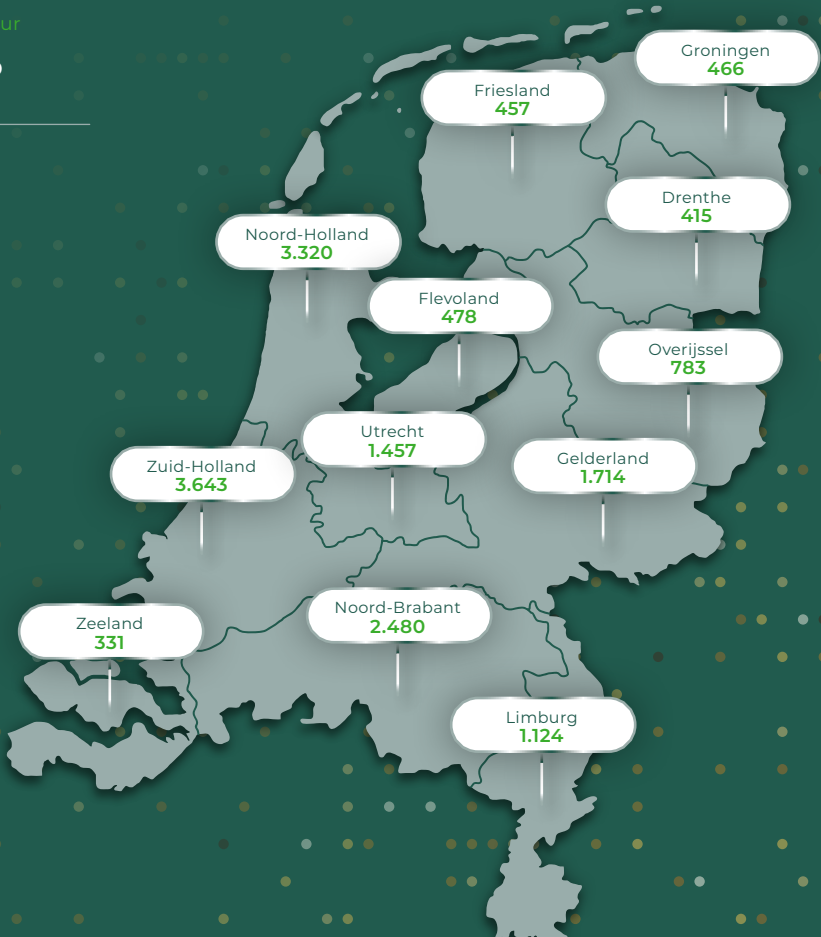 ur
Groningen
466
Friesland
457
Drenthe
415
Noord-Holland
3.320
Flevoland
478
Overijssel
783
Utrecht
1.457
Gelderland
1.714
Zuid-Holland
3.643
Noord-Brabant
2.480
Zeeland
331
Limburg
1.124